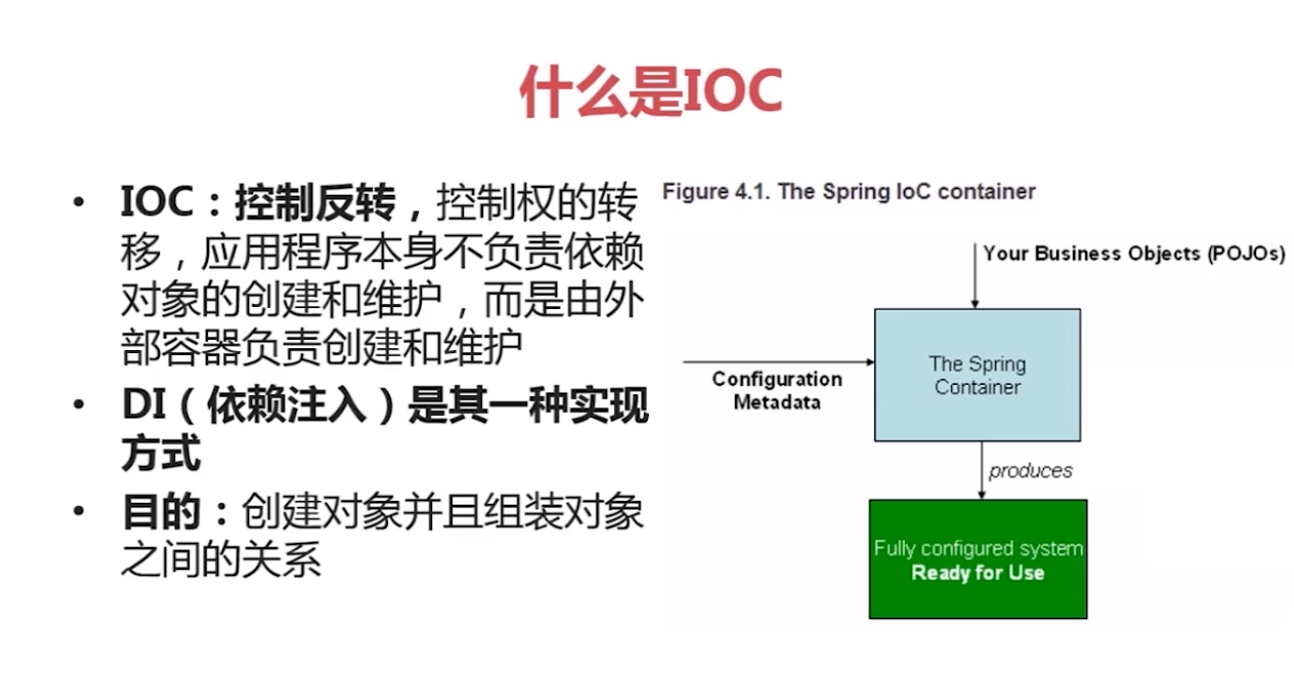 什么是IOC
• IOC：控制反转，控制权的转
移，应用程序本身不负责依赖
对象的创建和维护，而是由外
部容器负责创建和维护
• DI（依赖注入）是其一种实现
方式
• 目的：创建对象并且组装对象
之间的关系
Figure 4.1. The Spring IoC container
Your Business Objects (POJOs)
The Spring
Container
Configuration
Metadata
produces
Fully configured system
Ready for Use